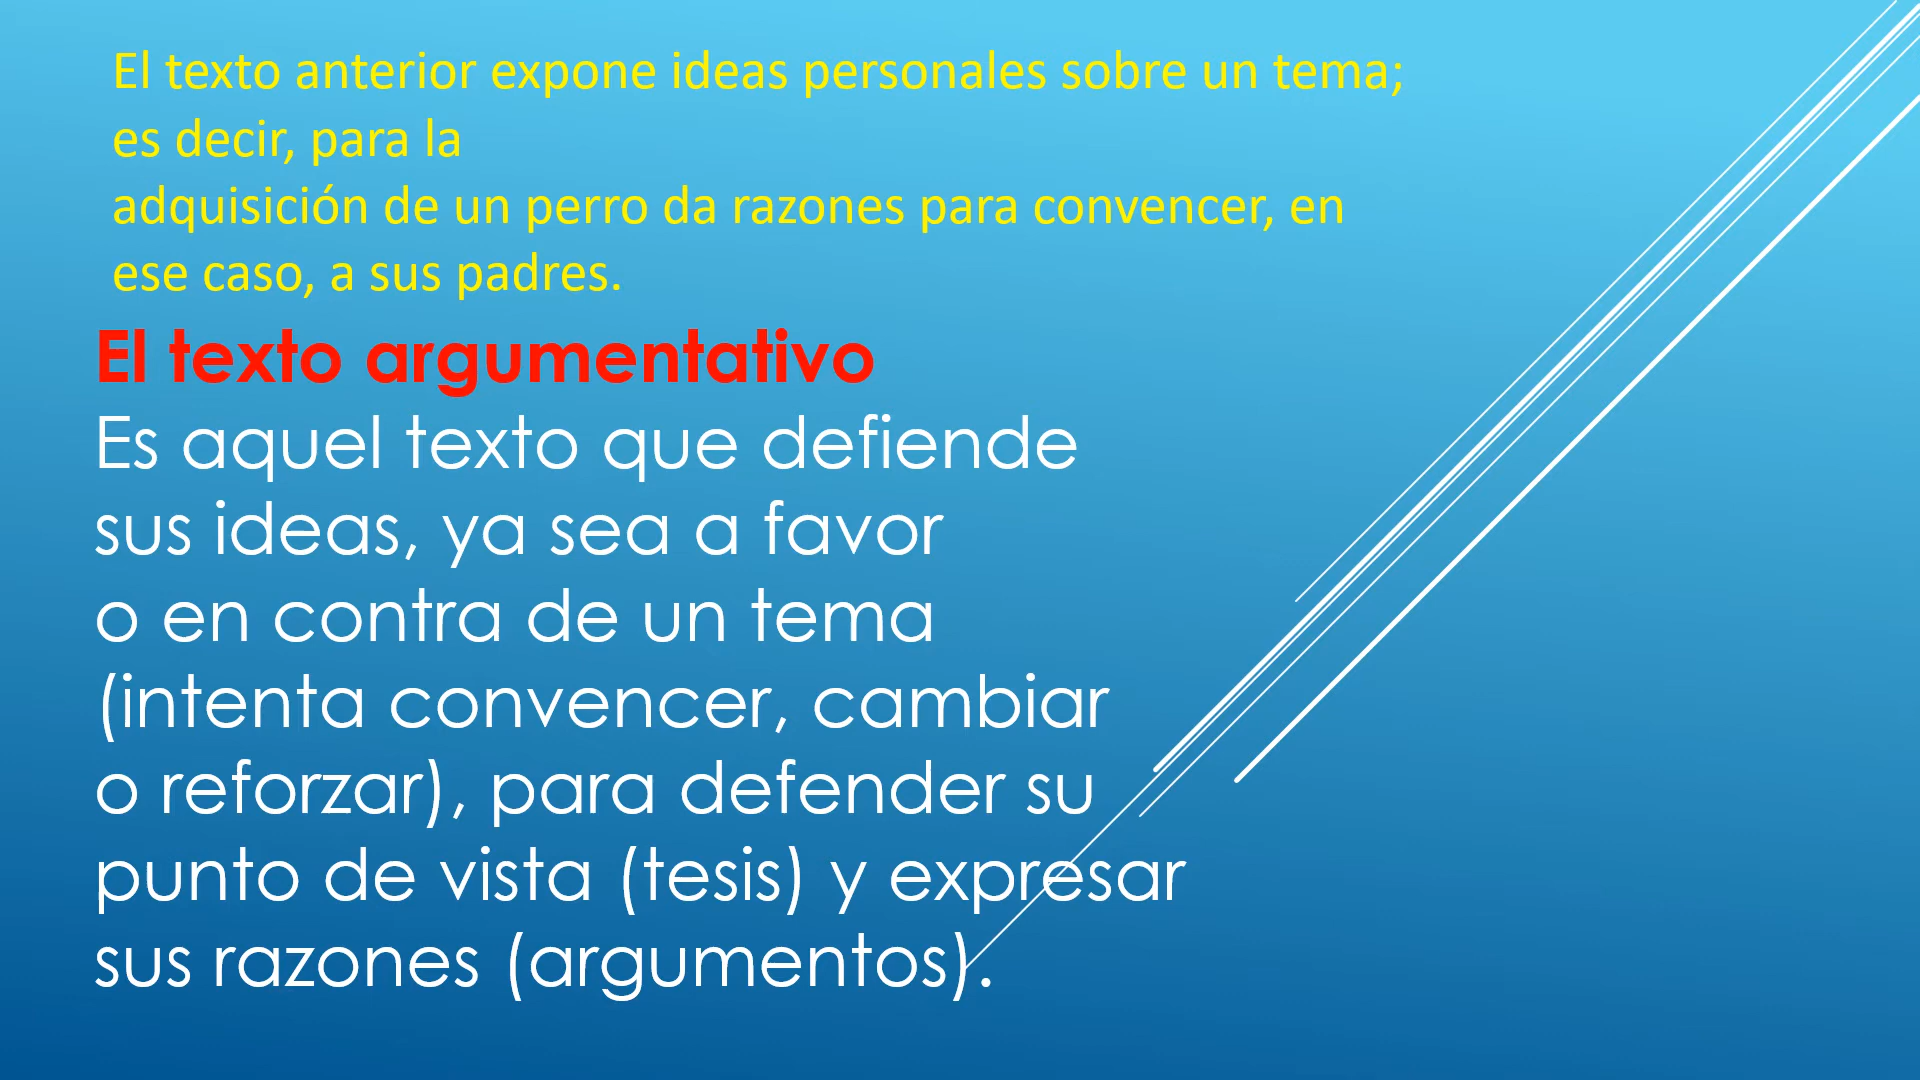 El texto anterior expone ideas personales sobre un tema;
es decir, para la
adquisición de un perro da razones para convencer, en
ese caso, a sus padres.
El texto argumentativo
Es aquel texto que defiende
sus ideas, ya sea a favor
o en contra de un tema
(intenta convencer, cambiar
o reforzar), para defender su
punto de vista (tesis) y expresar
sus razones (argumentos).